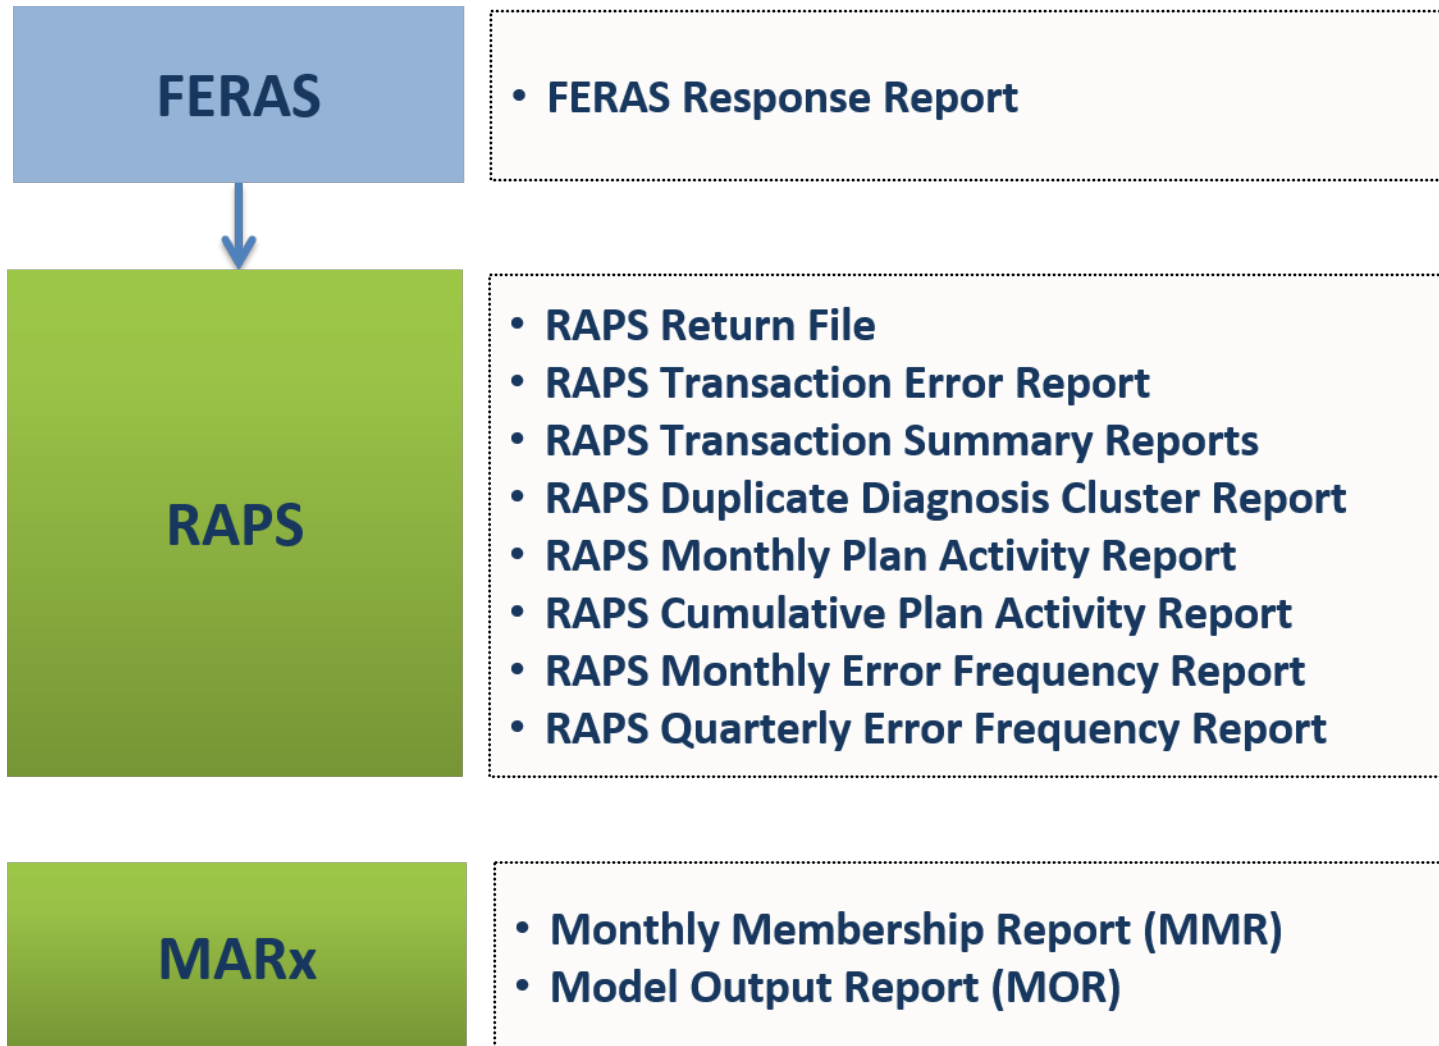 FERAS
• FERAS Response Report
RAPS
• RAPS Return File
• RAPS Transaction Error Report
• RAPS Transaction Summary Reports
• RAPS Duplicate Diagnosis Cluster Report
• RAPS Monthly Plan Activity Report
• RAPS Cumulative Plan Activity Report
• RAPS Monthly Error Frequency Report
• RAPS Quarterly Error Frequency Report
MARx
• Monthly Membership Report (MMR)
• Model Output Report (MOR)